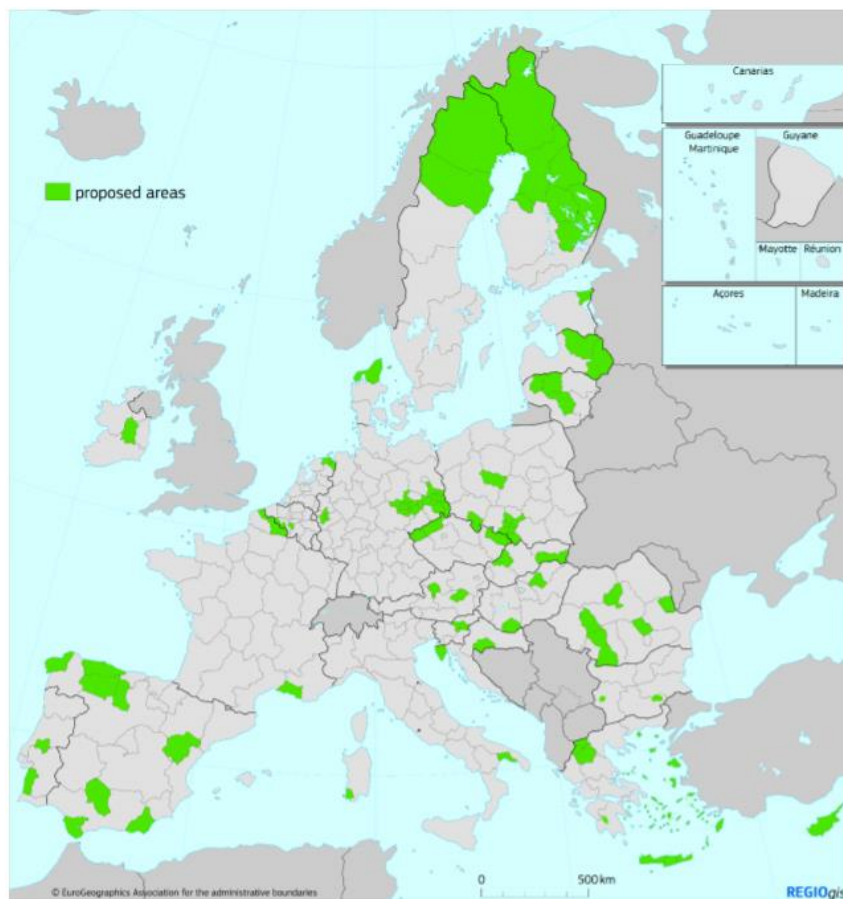 Canarias
Guadeloupe
Martinique
Guyane
proposed areas
Mayotte
Réunion
Açores
Madeira
0
500 km
© EuroGeographics Association for the administrative boundaries
REGIOgis